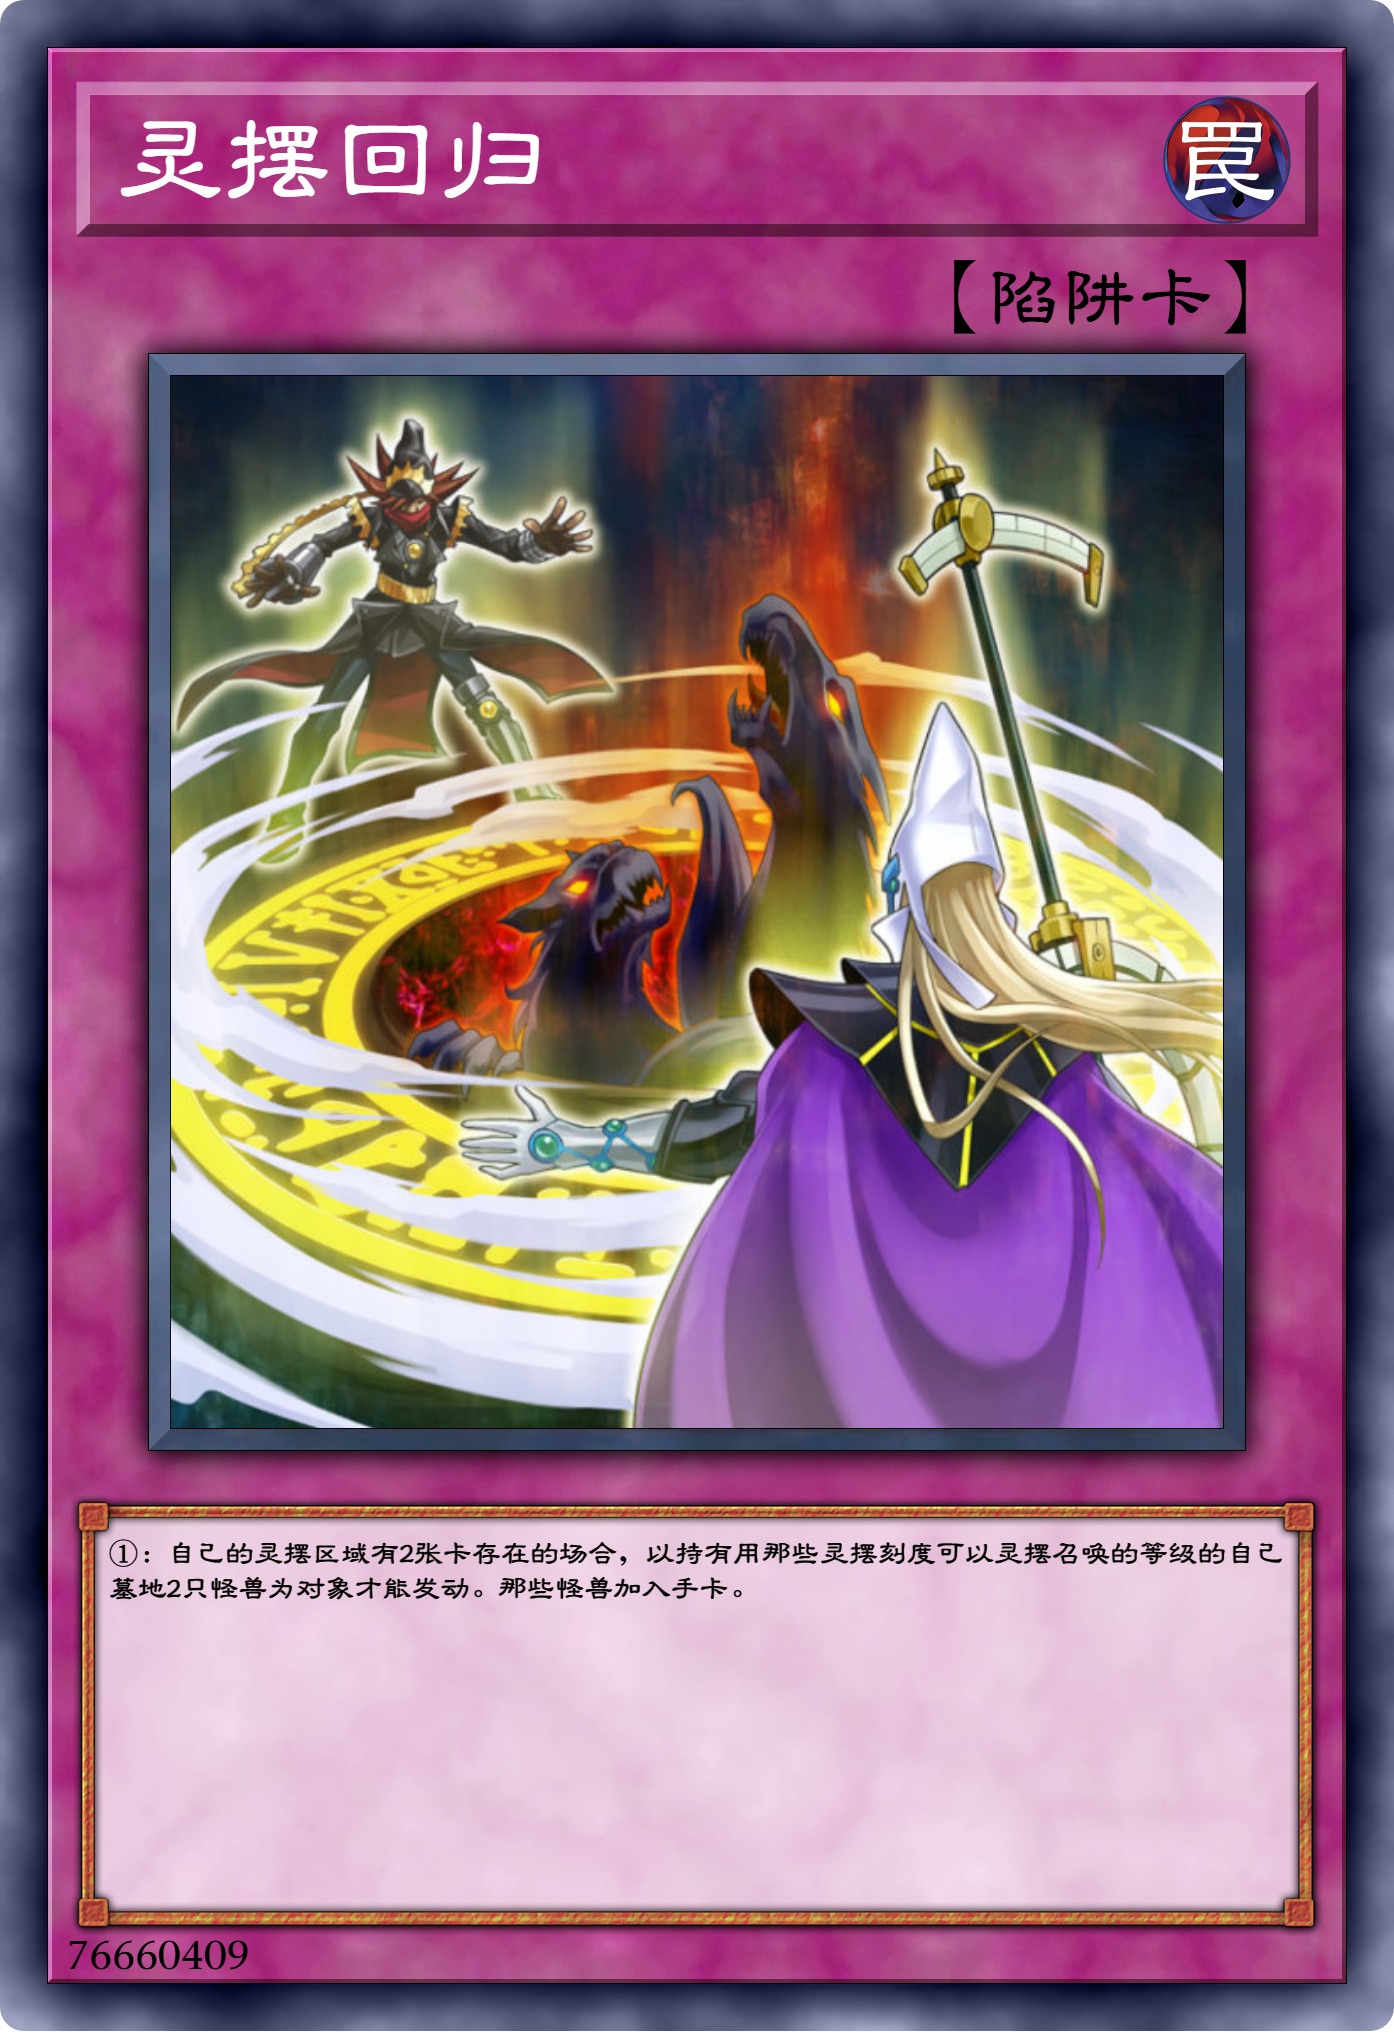 灵摆回归
罠
【陷阱卡】
①：自己的灵摆区域有2张卡存在的场合，以持有用那些灵摆刻度可以灵摆召唤的等级的自己
墓地2只怪兽为对象才能发动。那些怪兽加入手卡。
76660409